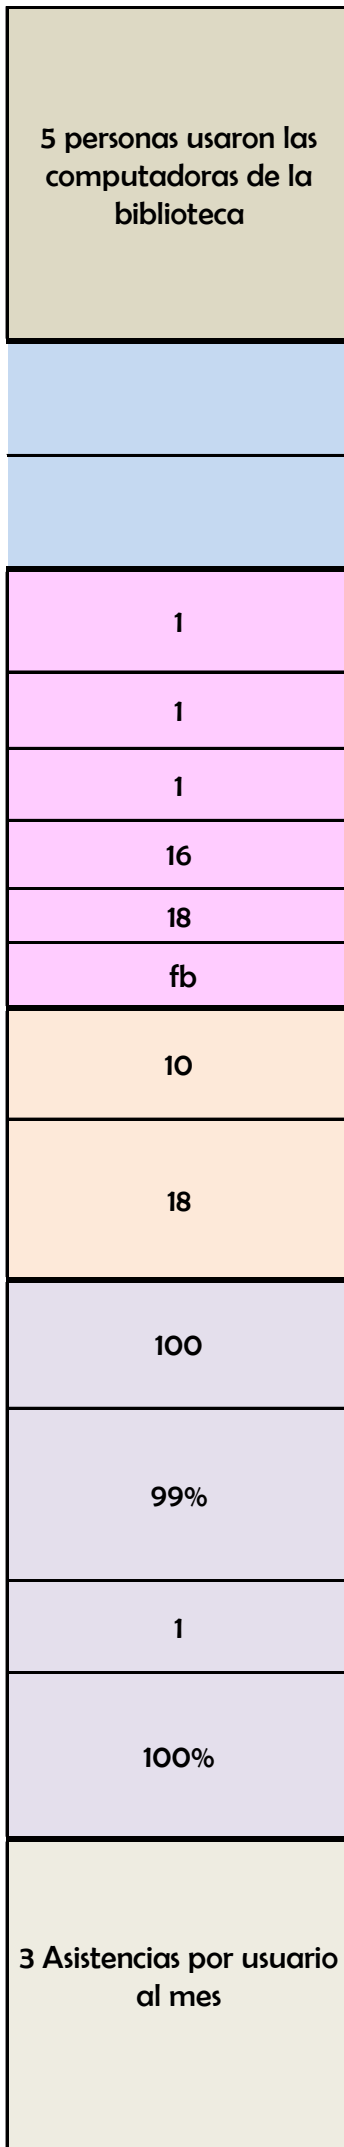 5 personas usaron las
computadoras de la
biblioteca
1
1
1
16
18
fb
10
18
100
99%
1
100%
3 Asistencias por usuario
al mes